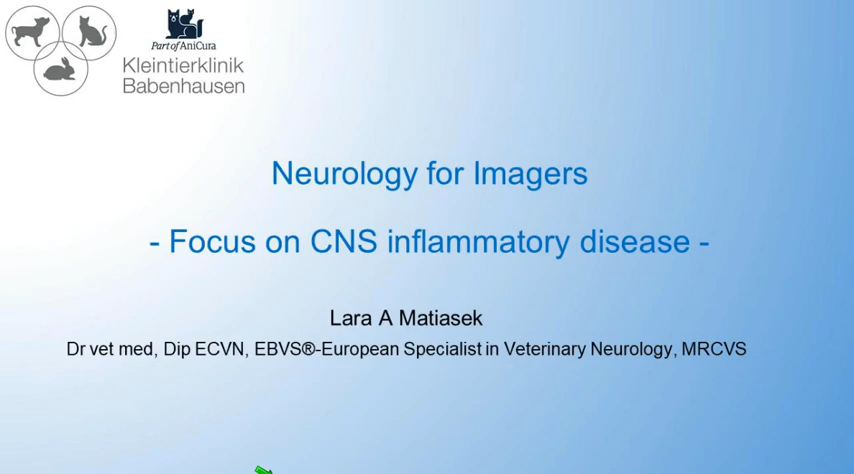 Part of AniCura
Kleintierklinik
Babenhausen
Neurology for Imagers
- Focus on CNS inflammatory disease -
Lara A Matiasek
Dr vet med, Dip ECVN, EBVS®-European Specialist in Veterinary Neurology, MRCVS